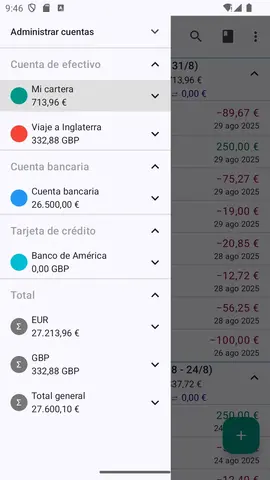 9:46
Administrar cuentas
31/8)
Cuenta de efectivo
713,96 €
0,00 €
Mi cartera
713,96 €
−89,67 €
29 ago 2025
Viaje a Inglaterra
332,88 GBP
250,00 €
29 ago 2025
Cuenta bancaria
−75,27 €
29 ago 2025
Cuenta bancaria
26.500,00 €
−19,00 €
29 ago 2025
Tarjeta de crédito
−20,85 €
28 ago 2025
Banco de América
0,00 GBP
−12,72 €
28 ago 2025
Total
−56,25 €
28 ago 2025
Σ EUR
27.213,96 €
−100,00 €
26 ago 2025
Σ GBP
332,88 GBP
8 - 24/8)
37,72 €
0,00 €
Σ Total general
27.600,10 €
250,00 €
24
−
24 ago 2025
−12,49 €